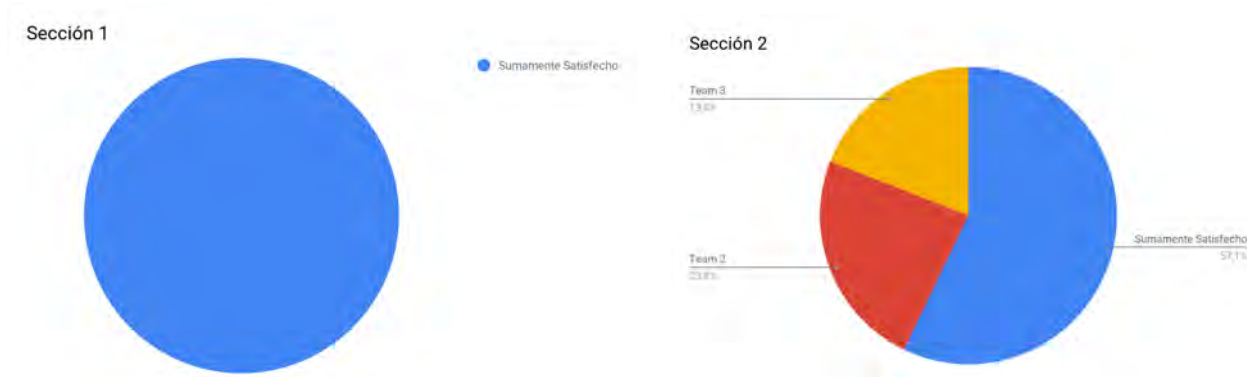 Sección 1
Sumamente Satisfecho
Sección 2
Team 3
Team 2
23,8%
Sumamente Satisfecho
57,1%